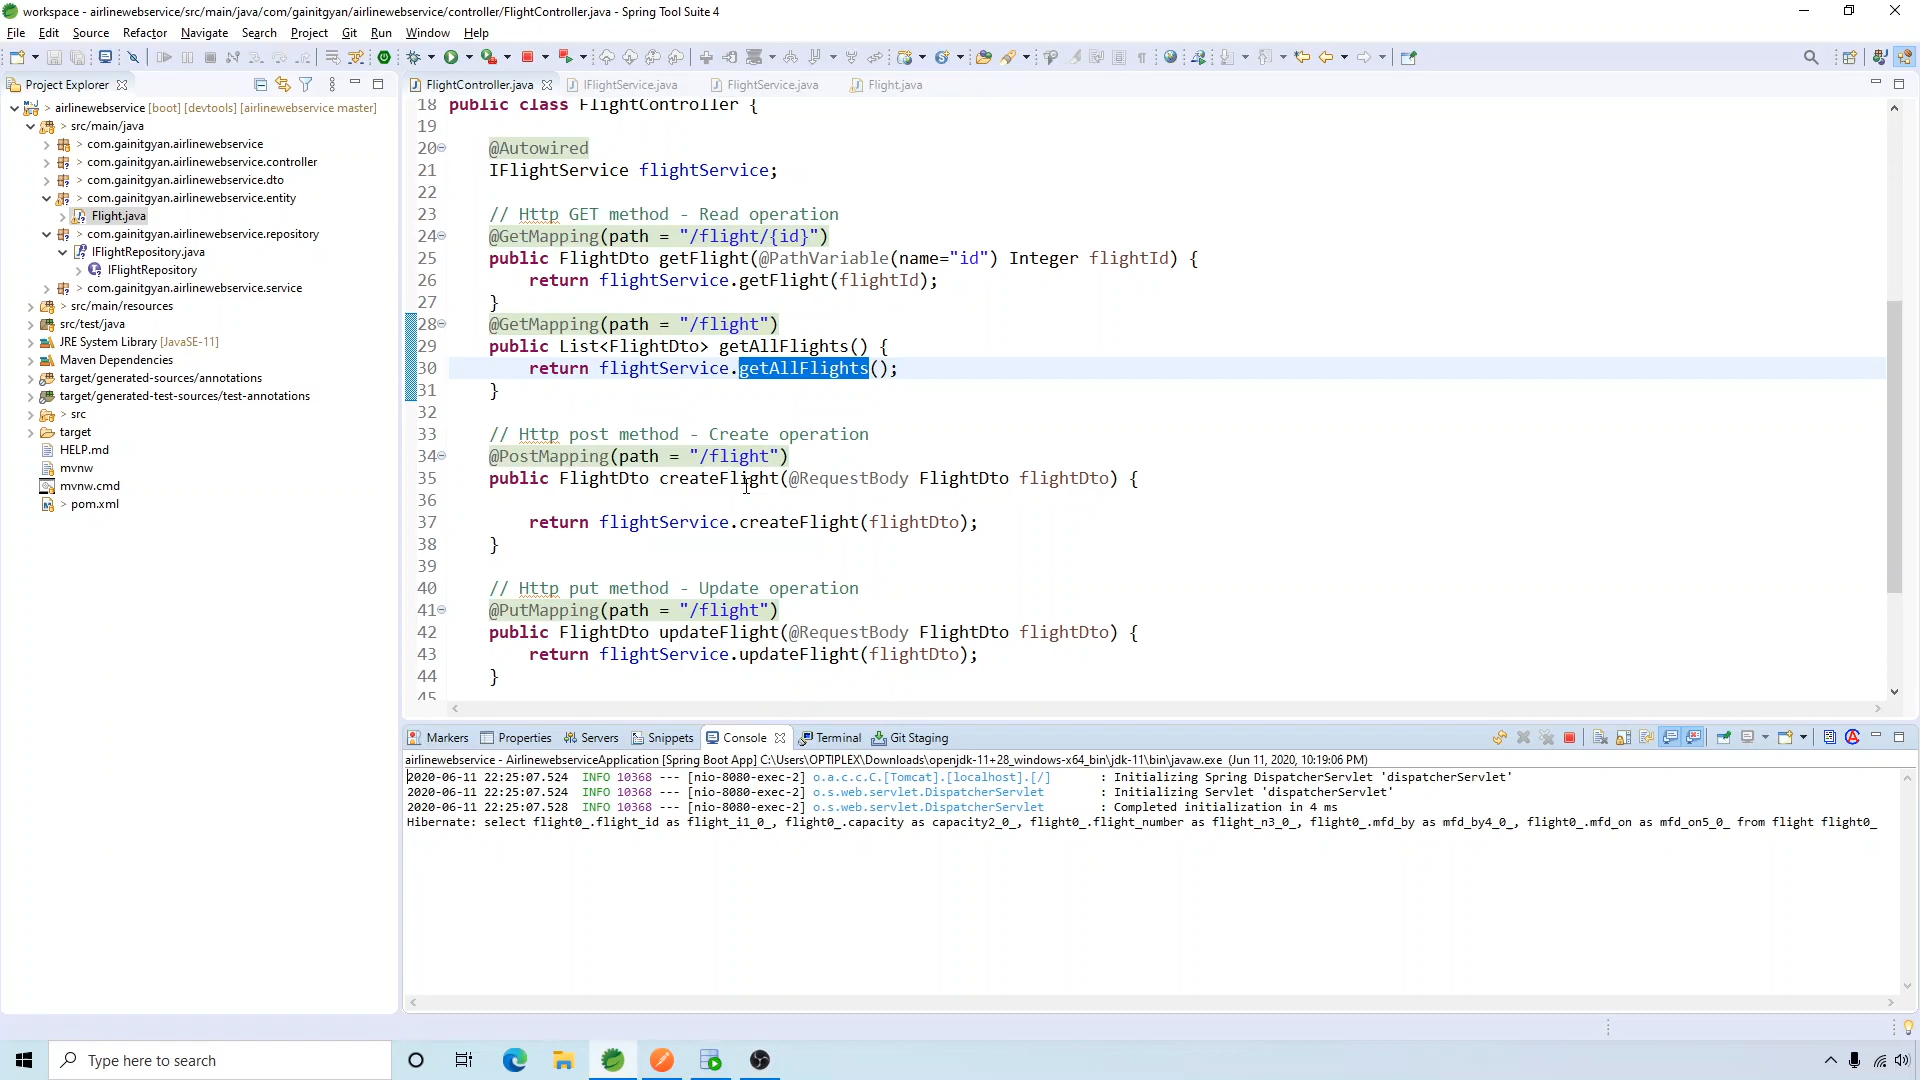 workspace - airlinewebservice/src/main/java/com/gainitgyan/airlinewebservice/controller/FlightController.java - Spring Tool Suite 4
File Edit Source Refactor Navigate Search Project Git Run Window Help
Project Explorer
airlinewebservice [boot] [devtools] [airlinewebservice master]
src/main/java
com.gainitgyan.airlinewebservice
com.gainitgyan.airlinewebservice.controller
com.gainitgyan.airlinewebservice.dto
com.gainitgyan.airlinewebservice.entity
Flight.java
com.gainitgyan.airlinewebservice.repository
IFlightRepository.java
IFlightRepository
com.gainitgyan.airlinewebservice.service
src/main/resources
src/test/java
JRE System Library [JavaSE-11]
Maven Dependencies
target/generated-sources/annotations
target/generated-test-sources/test-annotations
src
target
HELP.md
mvnw
mvnw.cmd
pom.xml
FlightController.java IFlightService.java FlightService.java Flight.java
18 public class FlightController {
19
20 @Autowired
21 IFlightService flightService;
22
23 // Http GET method - Read operation
24 @GetMapping(path = "/flight/{id}")
25 public FlightDto getFlight(@PathVariable(name="id") Integer flightId) {
26 return flightService.getFlight(flightId);
27 }
28 @GetMapping(path = "/flight")
29 public List<FlightDto> getAllFlights() {
30 return flightService.getAllFlights();
31 }
32
33 // Http post method - Create operation
34 @PostMapping(path = "/flight")
35 public FlightDto createFlight(@RequestBody FlightDto flightDto) {
36
37 return flightService.createFlight(flightDto);
38 }
39
40 // Http put method - Update operation
41 @PutMapping(path = "/flight")
42 public FlightDto updateFlight(@RequestBody FlightDto flightDto) {
43 return flightService.updateFlight(flightDto);
44 }
45
Markers Properties Servers Snippets Console Terminal Git Staging
airlinewebservice - AirlinewebserviceApplication [Spring Boot App] C:\Users\OPTIPLEX\Downloads\openjdk-11+28_windows-x64_bin\jdk-11\bin\javaw.exe (Jun 11, 2020, 10:19:06 PM)
2020-06-11 22:25:07.524 INFO 10368 --- [nio-8080-exec-2] o.a.c.c.C.[Tomcat].[localhost].[/] : Initializing Spring DispatcherServlet 'dispatcherServlet'
2020-06-11 22:25:07.524 INFO 10368 --- [nio-8080-exec-2] o.s.web.servlet.DispatcherServlet : Initializing Servlet 'dispatcherServlet'
2020-06-11 22:25:07.528 INFO 10368 --- [nio-8080-exec-2] o.s.web.servlet.DispatcherServlet : Completed initialization in 4 ms
Hibernate: select flight0_.flight_id as flight_i1_0_, flight0_.capacity as capacity2_0_, flight0_.flight_number as flight_n3_0_, flight0_.mfd_by as mfd_by4_0_, flight0_.mfd_on as mfd_on5_0_ from flight flight0_
Type here to search